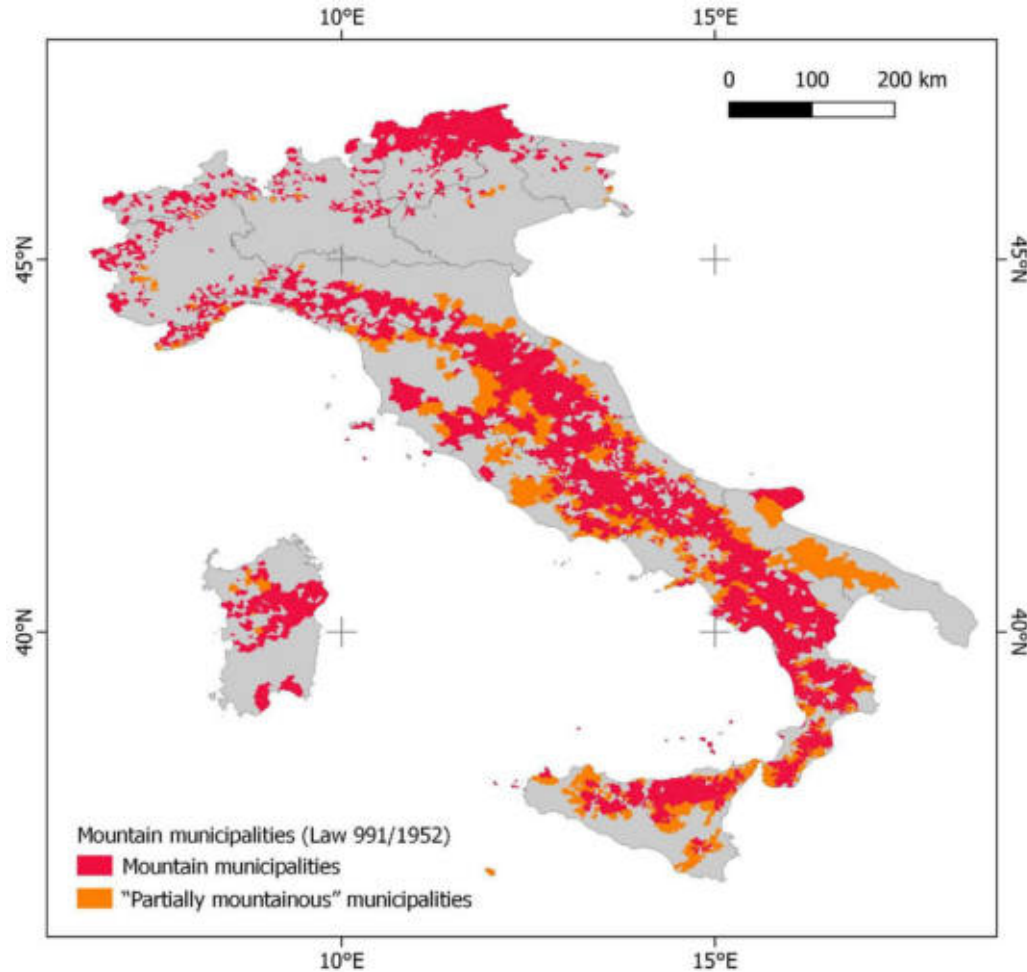 10°E 15°E
0 100 200 km
45°N 45°N
40°N 40°N
Mountain municipalities (Law 991/1952)
Mountain municipalities
"Partially mountainous" municipalities
10°E 15°E